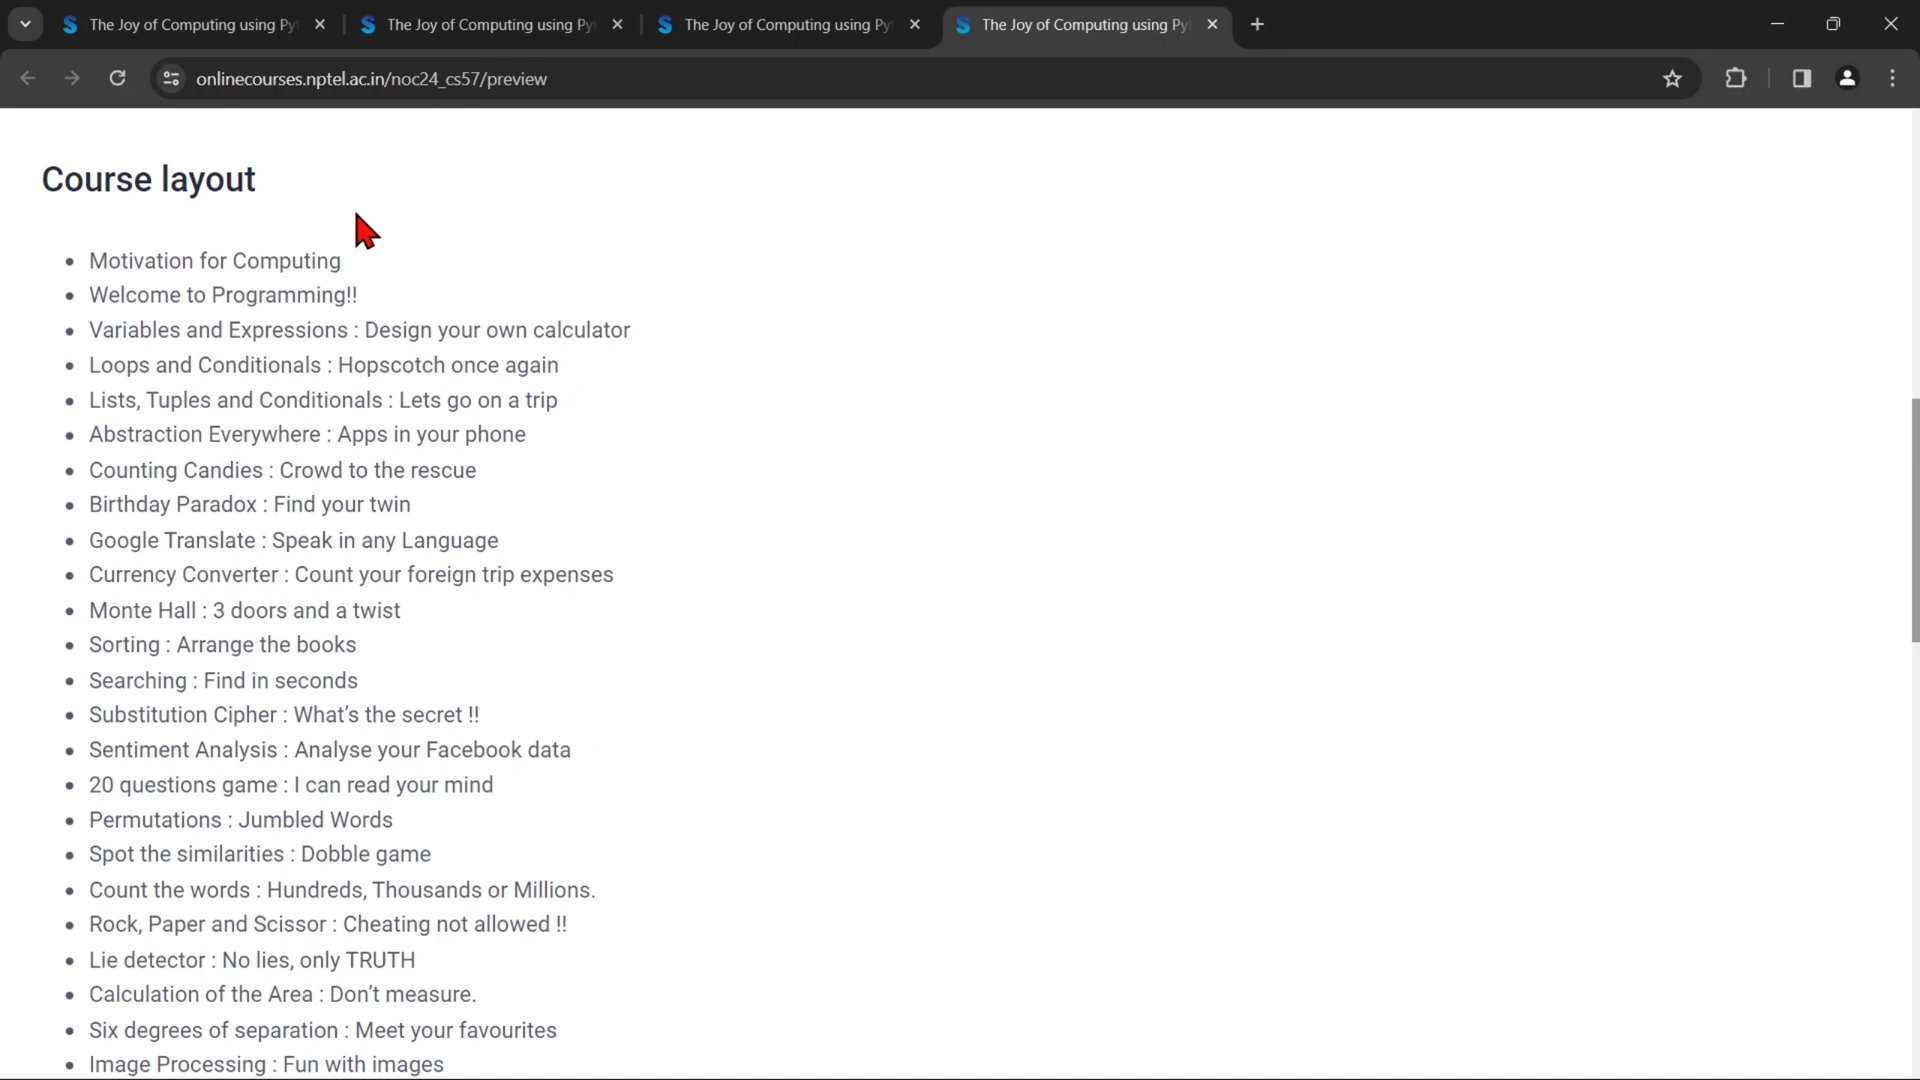 The Joy of Computing using Py
The Joy of Computing using Py
The Joy of Computing using Py
The Joy of Computing using Py
onlinecourses.nptel.ac.in/noc24_cs57/preview
Course layout
• Motivation for Computing
• Welcome to Programming!!
• Variables and Expressions : Design your own calculator
• Loops and Conditionals : Hopscotch once again
• Lists, Tuples and Conditionals : Lets go on a trip
• Abstraction Everywhere : Apps in your phone
• Counting Candies : Crowd to the rescue
• Birthday Paradox : Find your twin
• Google Translate : Speak in any Language
• Currency Converter : Count your foreign trip expenses
• Monte Hall : 3 doors and a twist
• Sorting : Arrange the books
• Searching : Find in seconds
• Substitution Cipher : What’s the secret !!
• Sentiment Analysis : Analyse your Facebook data
• 20 questions game : I can read your mind
• Permutations : Jumbled Words
• Spot the similarities : Dobble game
• Count the words : Hundreds, Thousands or Millions.
• Rock, Paper and Scissor : Cheating not allowed !!
• Lie detector : No lies, only TRUTH
• Calculation of the Area : Don’t measure.
• Six degrees of separation : Meet your favourites
• Image Processing : Fun with images